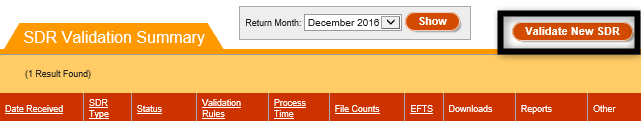 Return Month: December 2016 Show
Validate New SDR
SDR Validation Summary
(1 Result Found)
Date Received SDR Type Status Validation Rules Process Time File Counts EFTS Downloads Reports Other